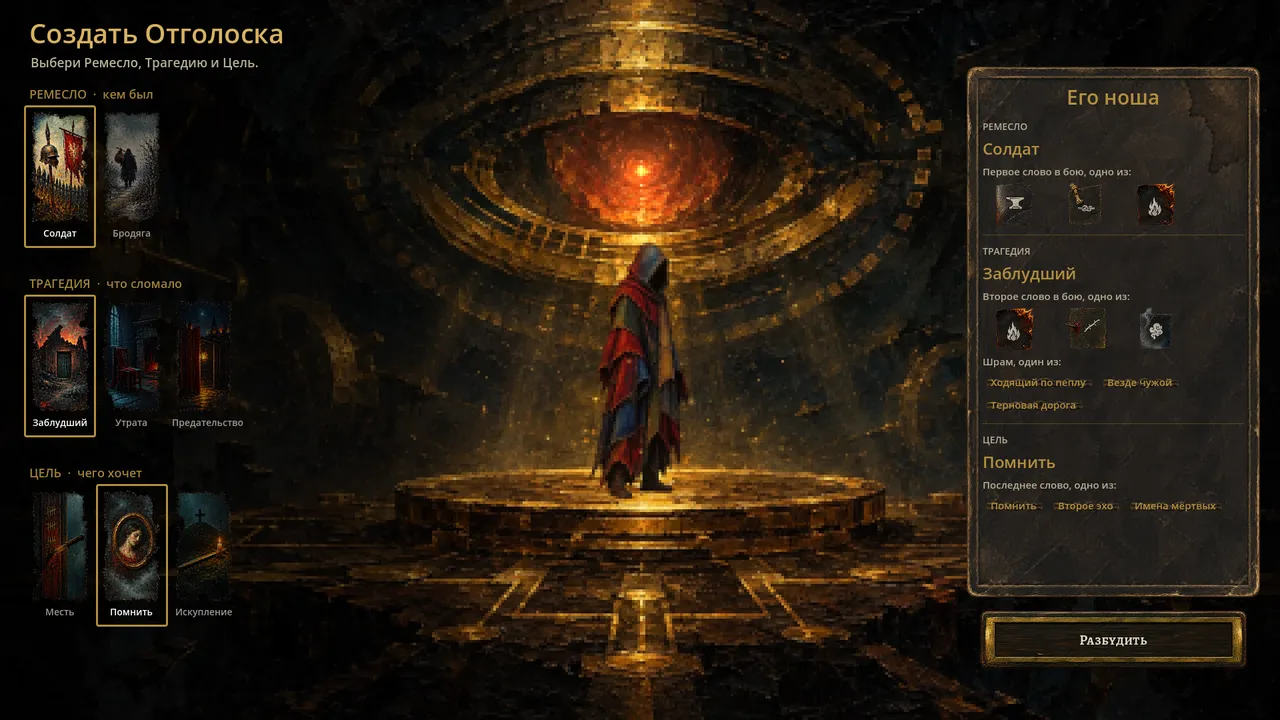 Создать Отголоска
Выбери Ремесло, Трагедию и Цель.
РЕМЕСЛО · кем был
Солдат
Бродяга
ТРАГЕДИЯ · что сломало
Заблудший
Утрата
Предательство
ЦЕЛЬ · чего хочет
Месть
Помнить
Искупление
Его ноша
РЕМЕСЛО
Солдат
Первое слово в бою, одно из:
ТРАГЕДИЯ
Заблудший
Второе слово в бою, одно из:
Шрам, один из:
Ходящий по пеплу Везде чужой
Терновая дорога
ЦЕЛЬ
Помнить
Последнее слово, одно из:
Помнить Второе эхо Имена мёртвых
Разбудить